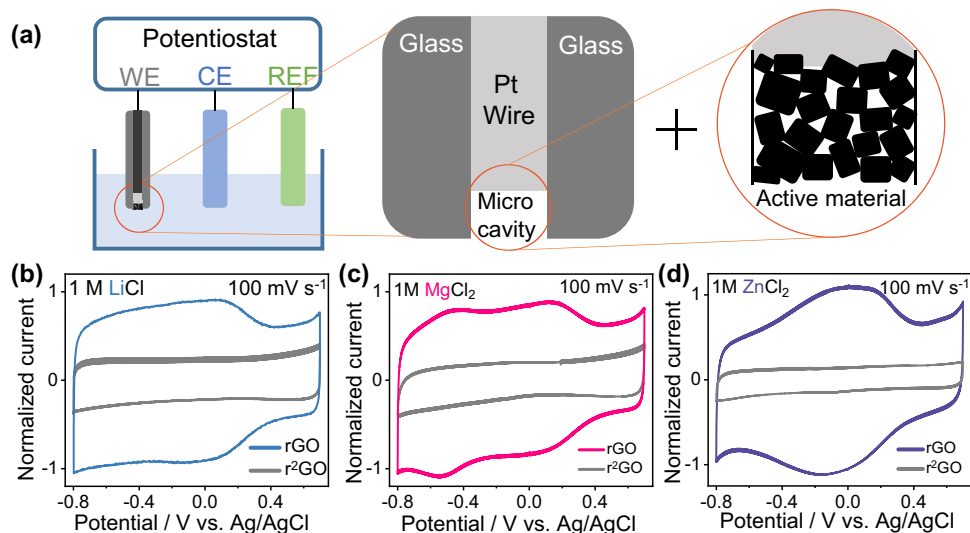 (a)
Potentiostat
WE CE REF
Glass
Glass
Pt
Wire
Micro
cavity
Active material
(b)
1 M LiCl 100 mV s⁻¹
Normalized current
1
0
-1
rGO
r²GO
-0.8 -0.4 0.0 0.4
Potential / V vs. Ag/AgCl
(c)
1M MgCl₂ 100 mV s⁻¹
Normalized current
1
0
-1
rGO
r²GO
-0.8 -0.4 0.0 0.4
Potential / V vs. Ag/AgCl
(d)
1M ZnCl₂ 100 mV s⁻¹
Normalized current
1
0
-1
rGO
r²GO
-0.8 -0.4 0.0 0.4
Potential / V vs. Ag/AgCl